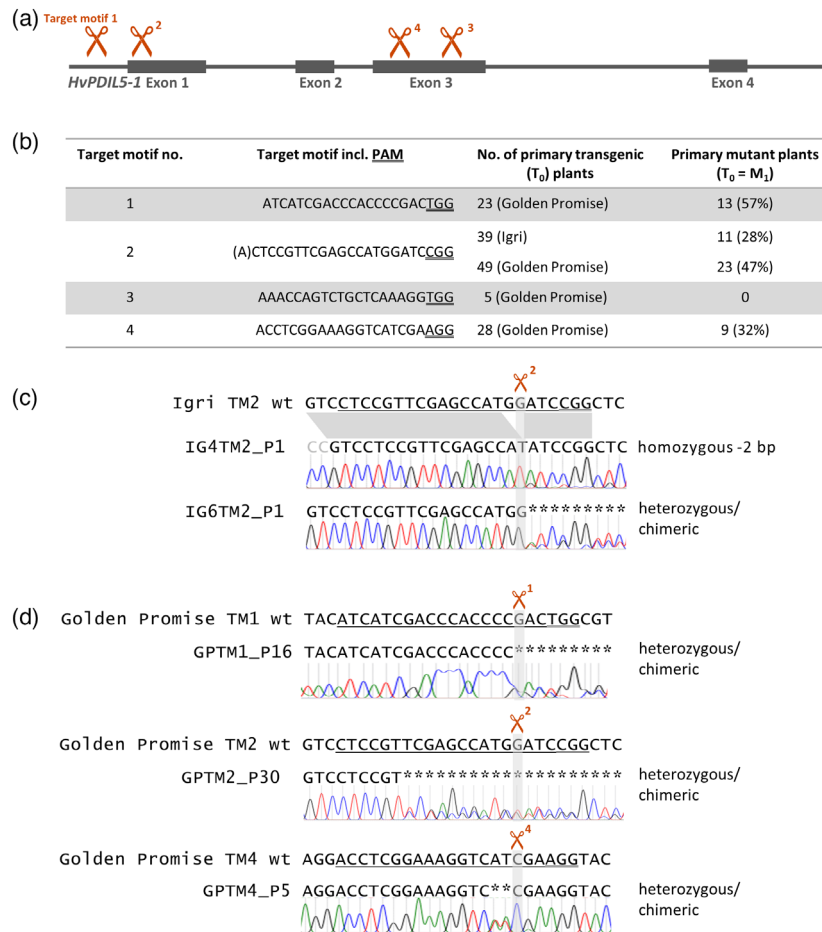 (a)
Target motif 1
2
4
3
HvPDIL5-1 Exon 1
Exon 2
Exon 3
Exon 4
(b)
Target motif no.
Target motif incl. PAM
No. of primary transgenic (T0) plants
Primary mutant plants (T0 = M1)
1 ATCATCGACCCACCCCGACTGG 23 (Golden Promise) 13 (57%)
2 (A)CTCCGTTCGAGCCATGGATCCGG 39 (Igri) 11 (28%)
49 (Golden Promise) 23 (47%)
3 AAACCAGTCTGCTCAAAGGTGG 5 (Golden Promise) 0
4 ACCTCGGAAAGGTCATCGAAGG 28 (Golden Promise) 9 (32%)
(c)
2
Igri TM2 wt GTCCTCCGTTCGAGCCATGGATCCGGCTC
IG4TM2_P1 CCGTCCTCCGTTCGAGCCATATCCGGCTC homozygous -2 bp
IG6TM2_P1 GTCCTCCGTTCGAGCCATGG********* heterozygous/
chimeric
(d)
1
Golden Promise TM1 wt TACATCATCGACCCACCCCGACTGGCGT
GPTM1_P16 TACATCATCGACCCACCCC********* heterozygous/
chimeric
2
Golden Promise TM2 wt GTCCTCCGTTCGAGCCATGGATCCGGCTC
GPTM2_P30 GTCCTCCGT******************** heterozygous/
chimeric
4
Golden Promise TM4 wt AGGACCTCGGAAAGGTCATCGAAGGTAC
GPTM4_P5 AGGACCTCGGAAAGGTC**CGAAGGTAC heterozygous/
chimeric